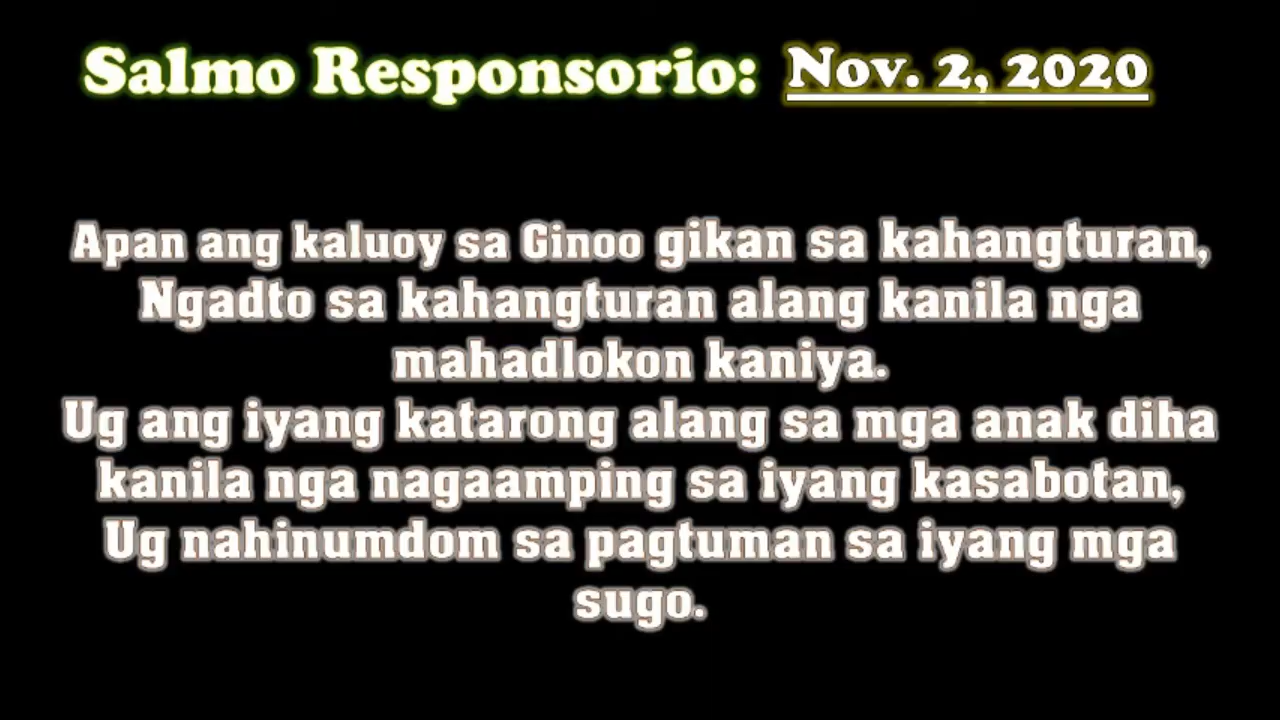 Salmo Responsorio: Nov. 2, 2020
Apan ang kaluoy sa Ginoo gikan sa kahangturan,
Ngadto sa kahangturan alang kanila nga
mahadlokon kaniya.
Ug ang iyang katarong alang sa mga anak diha
kanila nga nagaamping sa iyang kasabotan,
Ug nahinumdom sa pagtuman sa iyang mga
sugo.